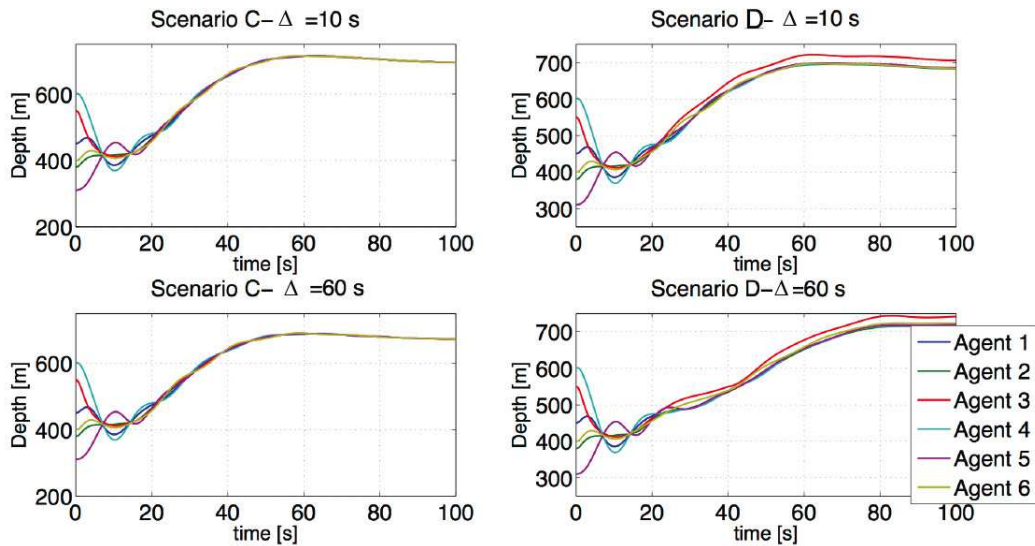 Scenario C- Δ =10 s
Scenario D- Δ =10 s
Depth [m]
600
400
200
0 20 40 60 80 100
time [s]
Depth [m]
700
600
500
400
300
0 20 40 60 80 100
time [s]
Scenario C- Δ =60 s
Scenario D-Δ=60 s
Depth [m]
600
400
200
0 20 40 60 80 100
time [s]
Depth [m]
700
600
500
400
300
0 20 40 60 80 100
time [s]
Agent 1
Agent 2
Agent 3
Agent 4
Agent 5
Agent 6